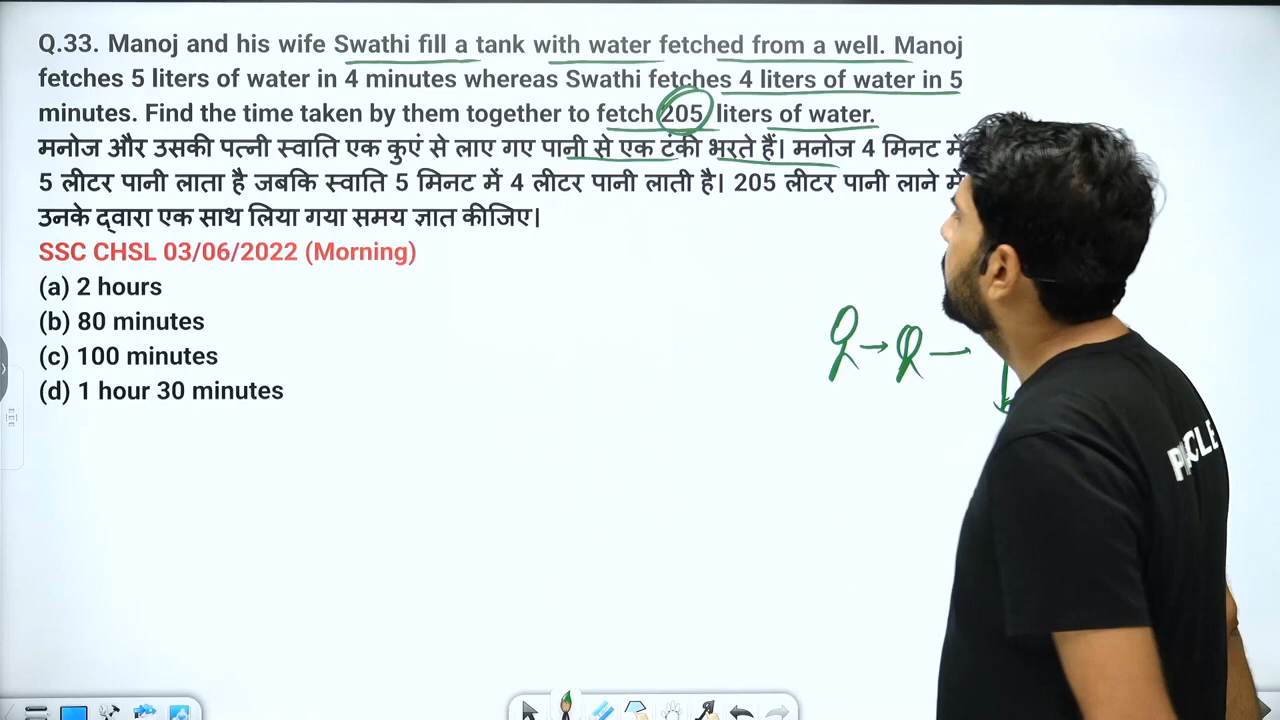 Q.33. Manoj and his wife Swathi fill a tank with water fetched from a well. Manoj
fetches 5 liters of water in 4 minutes whereas Swathi fetches 4 liters of water in 5
minutes. Find the time taken by them together to fetch 205 liters of water.
मनोज और उसकी पत्नी स्वाति एक कुएं से लाए गए पानी से एक टंकी भरते हैं। मनोज 4 मिनट में
5 लीटर पानी लाता है जबकि स्वाति 5 मिनट में 4 लीटर पानी लाती है। 205 लीटर पानी लाने में
उनके द्वारा एक साथ लिया गया समय ज्ञात कीजिए।
SSC CHSL 03/06/2022 (Morning)
(a) 2 hours
(b) 80 minutes
(c) 100 minutes
(d) 1 hour 30 minutes